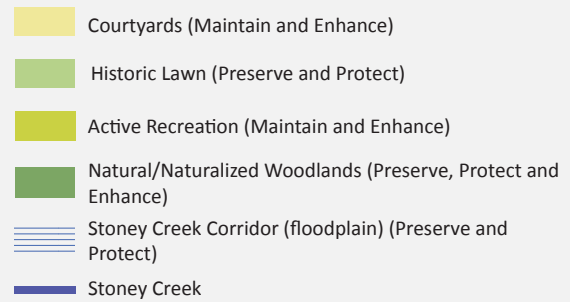 Courtyards (Maintain and Enhance)
Historic Lawn (Preserve and Protect)
Active Recreation (Maintain and Enhance)
Natural/Naturalized Woodlands (Preserve, Protect and
Enhance)
Stoney Creek Corridor (floodplain) (Preserve and
Protect)
Stoney Creek